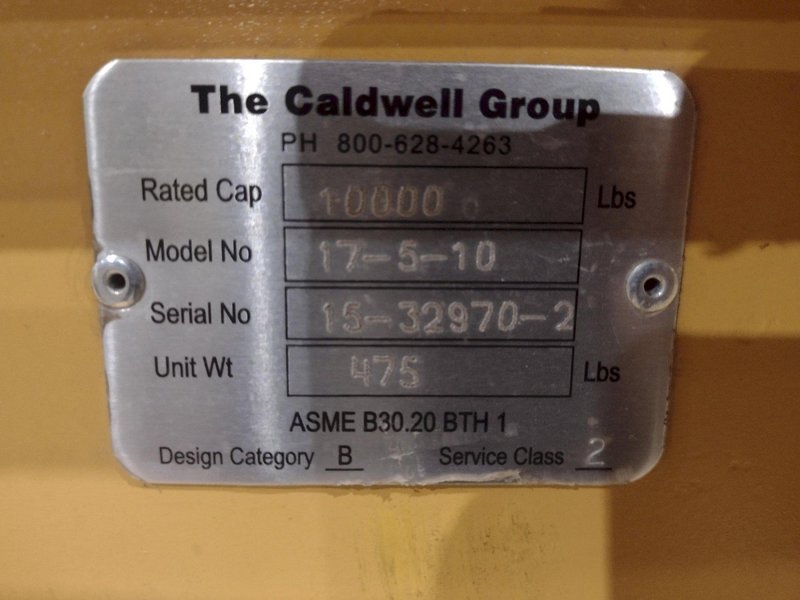 The Caldwell Group
PH 800-628-4263
Rated Cap 10000 Lbs
Model No 17-5-10
Serial No 15-32970-2
Unit Wt 475 Lbs
ASME B30.20 BTH 1
Design Category B Service Class 2